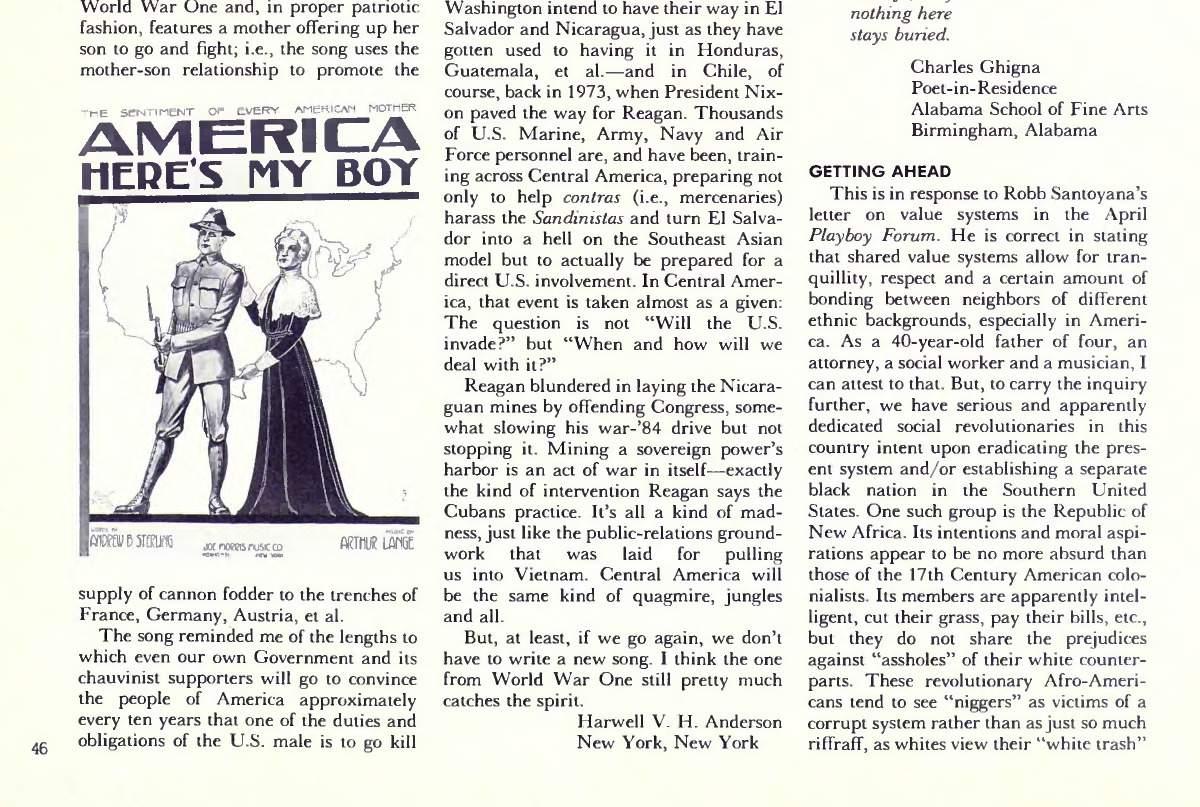 World War One and, in proper patriotic
fashion, features a mother offering up her
son to go and fight; i.e., the song uses the
mother-son relationship to promote the
THE SENTIMENT OF EVERY AMERICAN MOTHER
AMERICA
HERE'S MY BOY
WORDS BY
ANDREW B STERLING
JOE MORRIS MUSIC CO
NEW YORK
MUSIC BY
ARTHUR LANGE
supply of cannon fodder to the trenches of
France, Germany, Austria, et al.
The song reminded me of the lengths to
which even our own Government and its
chauvinist supporters will go to convince
the people of America approximately
every ten years that one of the duties and
obligations of the U.S. male is to go kill
46
Washington intend to have their way in El
Salvador and Nicaragua, just as they have
gotten used to having it in Honduras,
Guatemala, et al.—and in Chile, of
course, back in 1973, when President Nix-
on paved the way for Reagan. Thousands
of U.S. Marine, Army, Navy and Air
Force personnel are, and have been, train-
ing across Central America, preparing not
only to help contras (i.e., mercenaries)
harass the Sandinistas and turn El Salva-
dor into a hell on the Southeast Asian
model but to actually be prepared for a
direct U.S. involvement. In Central Amer-
ica, that event is taken almost as a given:
The question is not “Will the U.S.
invade?” but “When and how will we
deal with it?”
Reagan blundered in laying the Nicara-
guan mines by offending Congress, some-
what slowing his war-’84 drive but not
stopping it. Mining a sovereign power’s
harbor is an act of war in itself—exactly
the kind of intervention Reagan says the
Cubans practice. It’s all a kind of mad-
ness, just like the public-relations ground-
work that was laid for pulling
us into Vietnam. Central America will
be the same kind of quagmire, jungles
and all.
But, at least, if we go again, we don’t
have to write a new song. I think the one
from World War One still pretty much
catches the spirit.
Harwell V. H. Anderson
New York, New York
nothing here
stays buried.
Charles Ghigna
Poet-in-Residence
Alabama School of Fine Arts
Birmingham, Alabama
GETTING AHEAD
This is in response to Robb Santoyana’s
letter on value systems in the April
Playboy Forum. He is correct in stating
that shared value systems allow for tran-
quillity, respect and a certain amount of
bonding between neighbors of different
ethnic backgrounds, especially in Ameri-
ca. As a 40-year-old father of four, an
attorney, a social worker and a musician, I
can attest to that. But, to carry the inquiry
further, we have serious and apparently
dedicated social revolutionaries in this
country intent upon eradicating the pres-
ent system and/or establishing a separate
black nation in the Southern United
States. One such group is the Republic of
New Africa. Its intentions and moral aspi-
rations appear to be no more absurd than
those of the 17th Century American colo-
nialists. Its members are apparently intel-
ligent, cut their grass, pay their bills, etc.,
but they do not share the prejudices
against “assholes” of their white counter-
parts. These revolutionary Afro-Ameri-
cans tend to see “niggers” as victims of a
corrupt system rather than as just so much
riffraff, as whites view their “white trash”